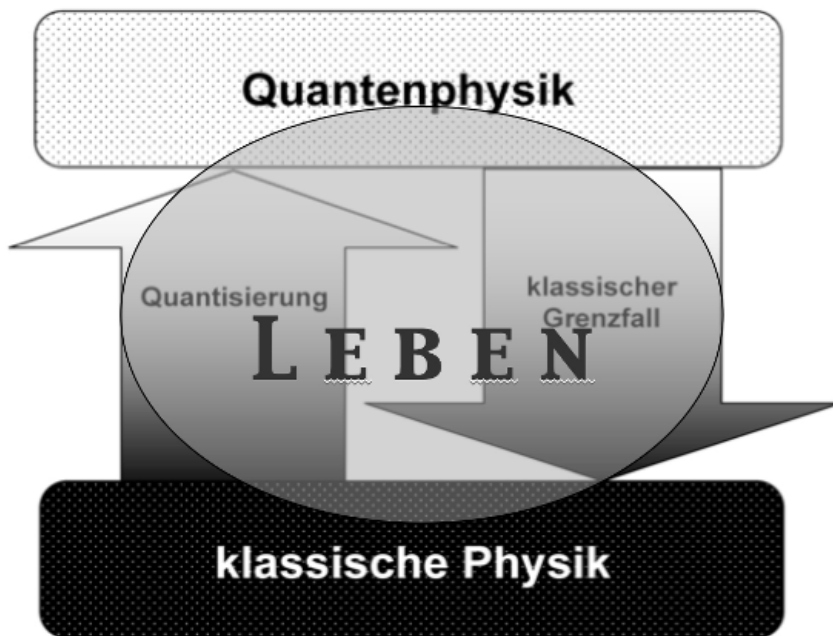 Quantenphysik
Quantisierung
klassischer
Grenzfall
LEBEN
klassische Physik